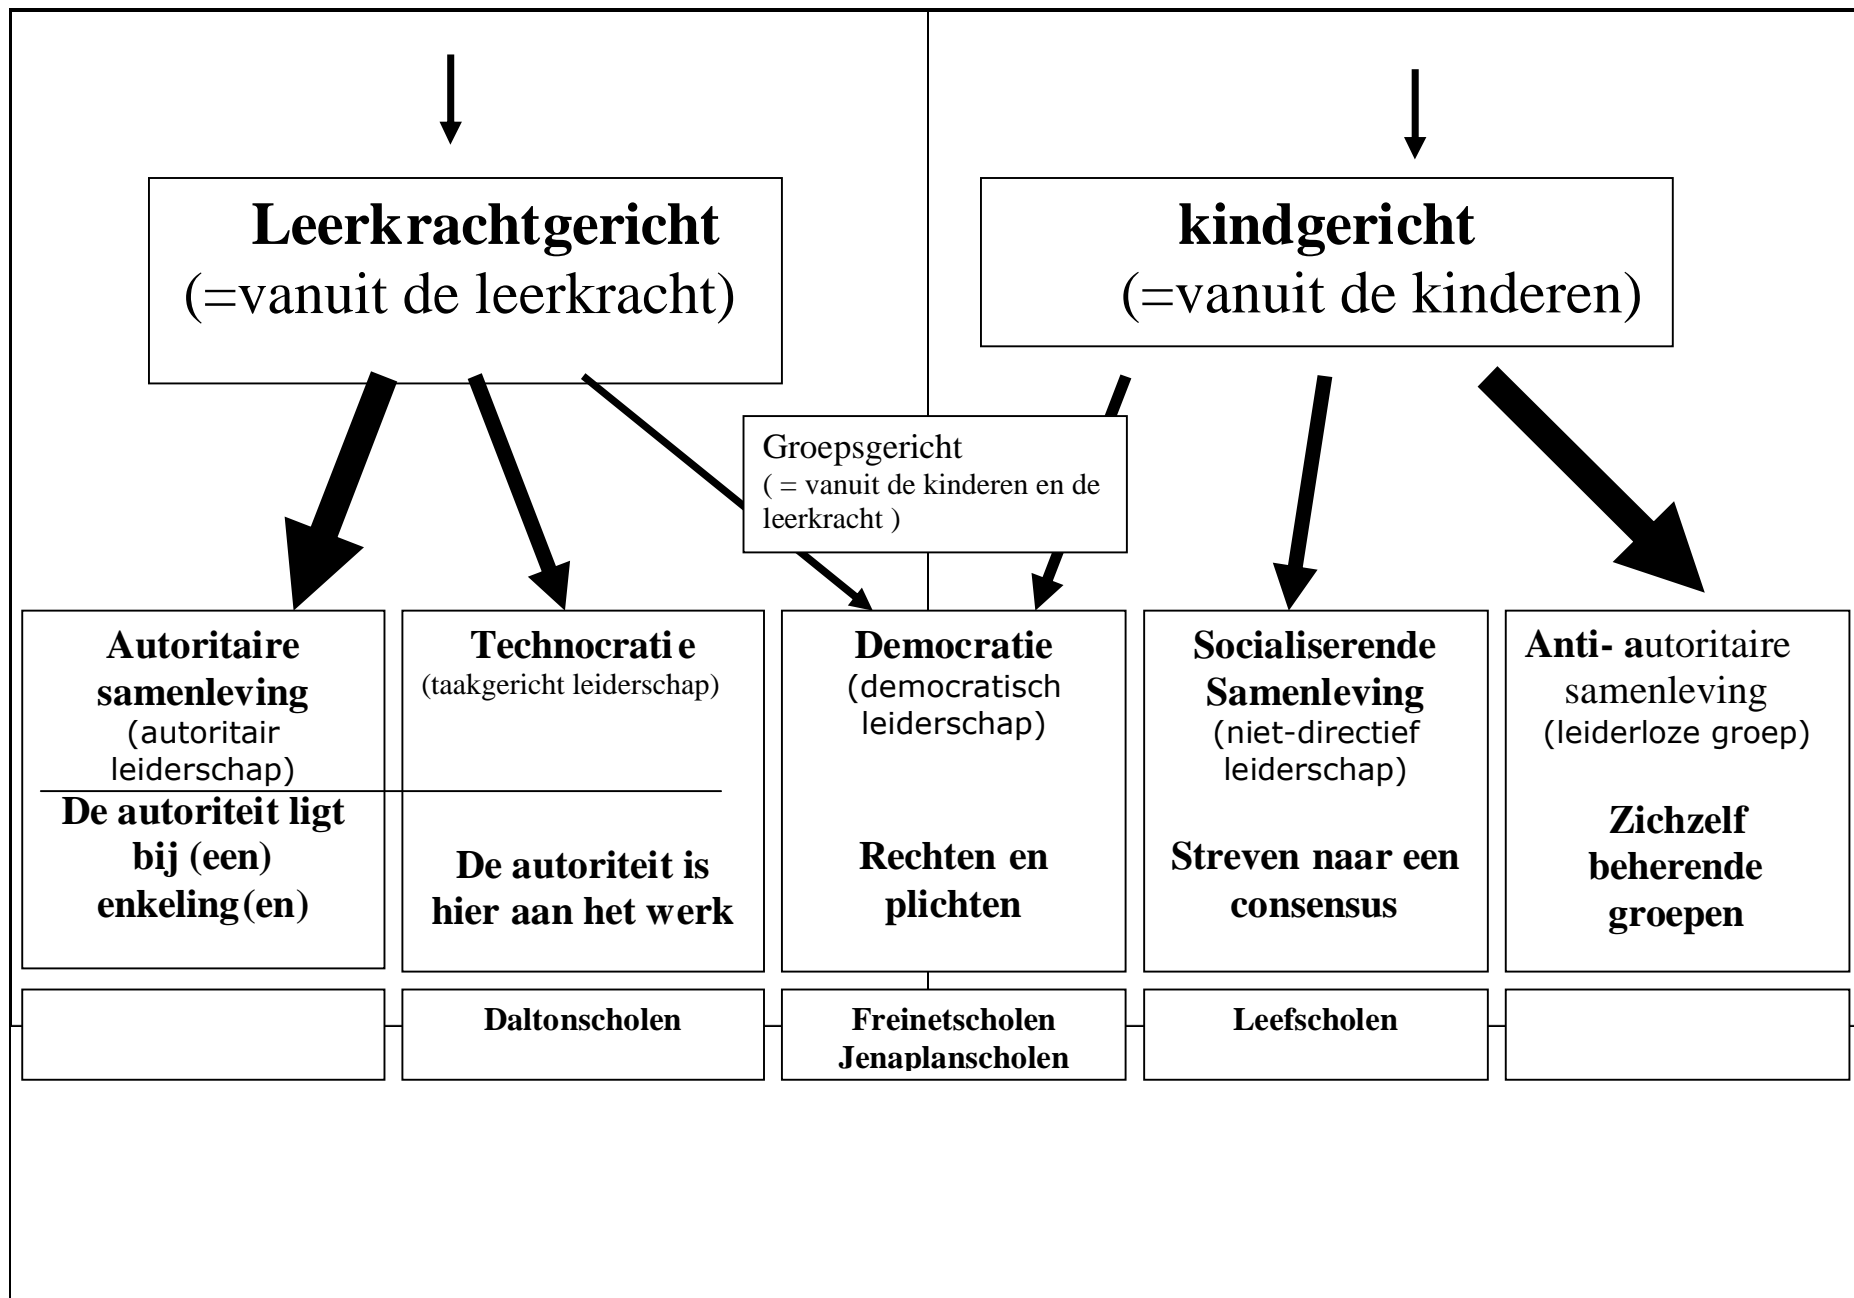 Leerkrachtgericht
(=vanuit de leerkracht)
kindgericht
(=vanuit de kinderen)
Groepsgericht
( = vanuit de kinderen en de
leerkracht )
Autoritaire
samenleving
(autoritair
leiderschap)
De autoriteit ligt
bij (een)
enkeling(en)
Technocratie
(taakgericht leiderschap)
De autoriteit is
hier aan het werk
Democratie
(democratisch
leiderschap)
Rechten en
plichten
Socialiserende
Samenleving
(niet-directief
leiderschap)
Streven naar een
consensus
Anti- autoritaire
samenleving
(leiderloze groep)
Zichzelf
beherende
groepen
Daltonscholen
Freinetscholen
Jenaplanscholen
Leefscholen